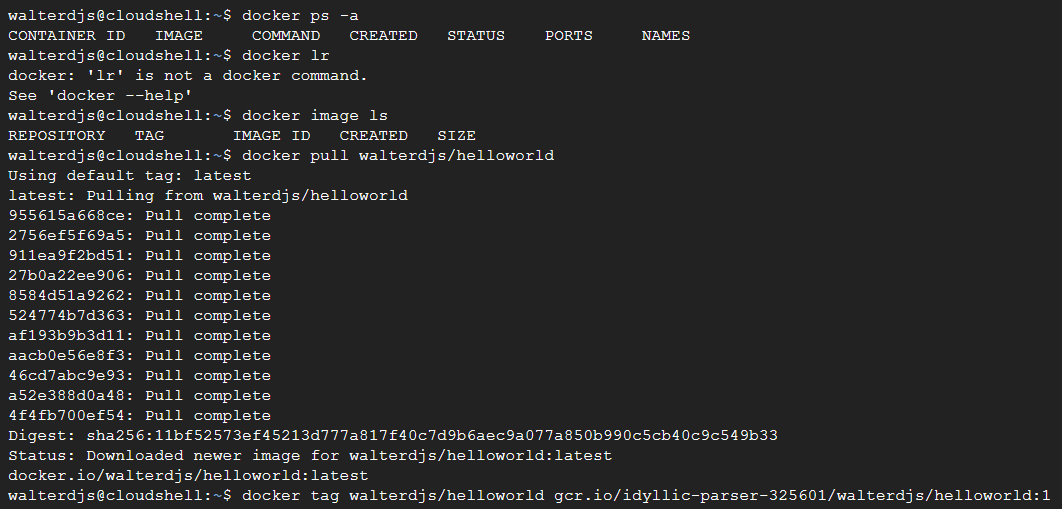 walterdjs@cloudshell:~$ docker ps -a
CONTAINER ID   IMAGE     COMMAND   CREATED   STATUS    PORTS     NAMES
walterdjs@cloudshell:~$ docker lr
docker: 'lr' is not a docker command.
See 'docker --help'
walterdjs@cloudshell:~$ docker image ls
REPOSITORY   TAG       IMAGE ID   CREATED   SIZE
walterdjs@cloudshell:~$ docker pull walterdjs/helloworld
Using default tag: latest
latest: Pulling from walterdjs/helloworld
955615a668ce: Pull complete
2756ef5f69a5: Pull complete
911ea9f2bd51: Pull complete
27b0a22ee906: Pull complete
8584d51a9262: Pull complete
524774b7d363: Pull complete
af193b9b3d11: Pull complete
aacb0e56e8f3: Pull complete
46cd7abc9e93: Pull complete
a52e388d0a48: Pull complete
4f4fb700ef54: Pull complete
Digest: sha256:11bf52573ef45213d777a817f40c7d9b6aec9a077a850b990c5cb40c9c549b33
Status: Downloaded newer image for walterdjs/helloworld:latest
docker.io/walterdjs/helloworld:latest
walterdjs@cloudshell:~$ docker tag walterdjs/helloworld gcr.io/idyllic-parser-325601/walterdjs/helloworld:1